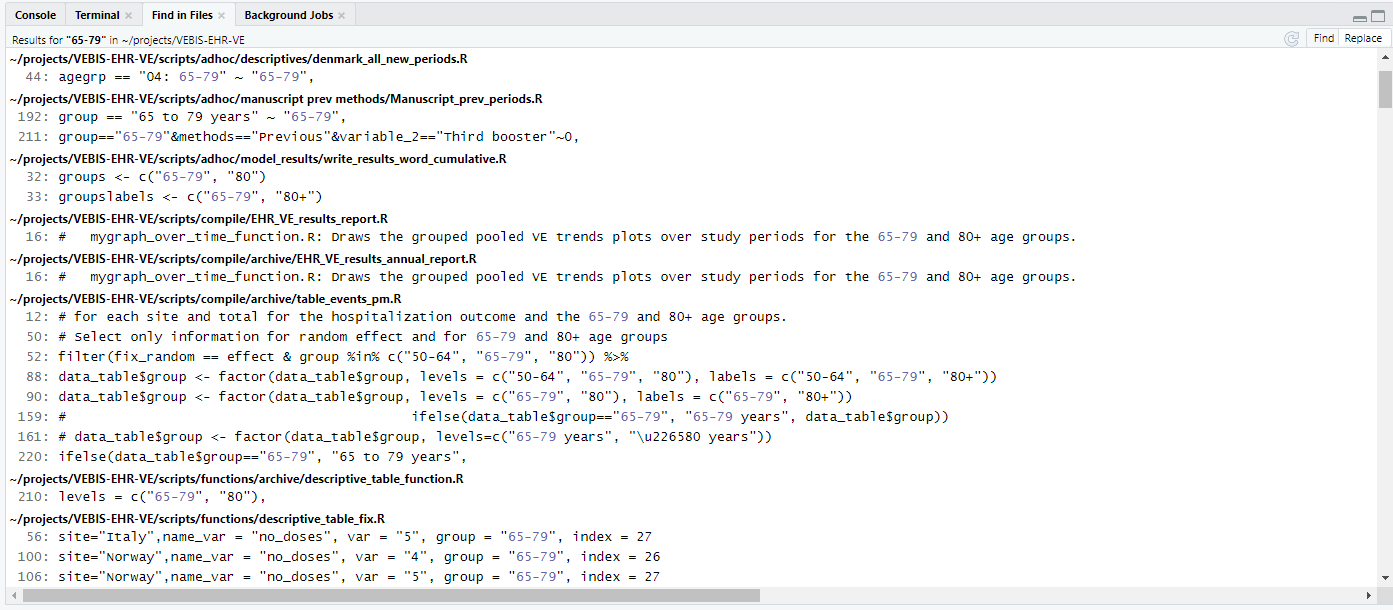 Console Terminal × Find in Files × Background Jobs ×
Results for "65-79" in ~/projects/VEBIS-EHR-VE Find Replace
~/projects/VEBIS-EHR-VE/scripts/adhoc/descriptives/denmark_all_new_periods.R
44: agegrp == "04: 65-79" ~ "65-79",
~/projects/VEBIS-EHR-VE/scripts/adhoc/manuscript prev methods/Manuscript_prev_periods.R
192: group == "65 to 79 years" ~ "65-79",
211: group=="65-79"&methods=="Previous"&variable_2=="Third booster"~0,
~/projects/VEBIS-EHR-VE/scripts/adhoc/model_results/write_results_word_cumulative.R
32: groups <- c("65-79", "80")
33: groupslabels <- c("65-79", "80+")
~/projects/VEBIS-EHR-VE/scripts/compile/EHR_VE_results_report.R
16: #   mygraph_over_time_function.R: Draws the grouped pooled VE trends plots over study periods for the 65-79 and 80+ age groups.
~/projects/VEBIS-EHR-VE/scripts/compile/archive/EHR_VE_results_annual_report.R
16: #   mygraph_over_time_function.R: Draws the grouped pooled VE trends plots over study periods for the 65-79 and 80+ age groups.
~/projects/VEBIS-EHR-VE/scripts/compile/archive/table_events_pm.R
12: # for each site and total for the hospitalization outcome and the 65-79 and 80+ age groups.
50: # Select only information for random effect and for 65-79 and 80+ age groups
52: filter(fix_random == effect & group %in% c("50-64", "65-79", "80")) %>%
88: data_table$group <- factor(data_table$group, levels = c("50-64", "65-79", "80"), labels = c("50-64", "65-79", "80+"))
90: data_table$group <- factor(data_table$group, levels = c("65-79", "80"), labels = c("65-79", "80+"))
159: #                                           ifelse(data_table$group=="65-79", "65-79 years", data_table$group))
161: # data_table$group <- factor(data_table$group, levels=c("65-79 years", "\u226580 years"))
220: ifelse(data_table$group=="65-79", "65 to 79 years",
~/projects/VEBIS-EHR-VE/scripts/functions/archive/descriptive_table_function.R
210: levels = c("65-79", "80"),
~/projects/VEBIS-EHR-VE/scripts/functions/descriptive_table_fix.R
56: site="Italy",name_var = "no_doses", var = "5", group = "65-79", index = 27
100: site="Norway",name_var = "no_doses", var = "4", group = "65-79", index = 26
106: site="Norway",name_var = "no_doses", var = "5", group = "65-79", index = 27